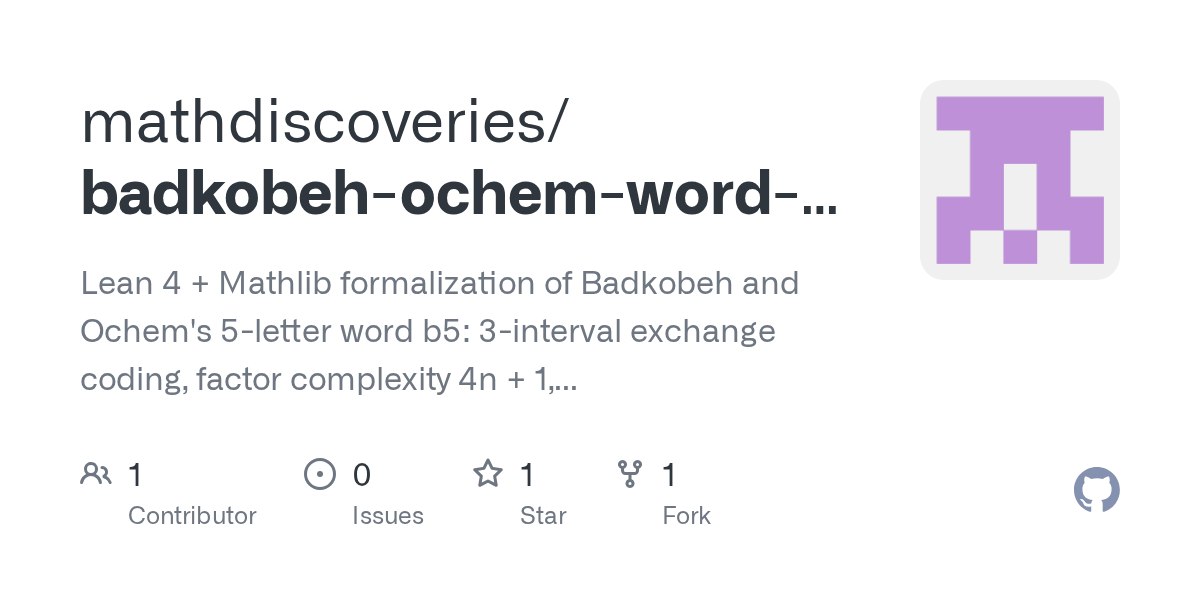 mathdiscoveries/
badkobeh-ochem-word-...
Lean 4 + Mathlib formalization of Badkobeh and
Ochem's 5-letter word b5: 3-interval exchange
coding, factor complexity 4n + 1,...
1 0 1 1
Contributor Issues Star Fork